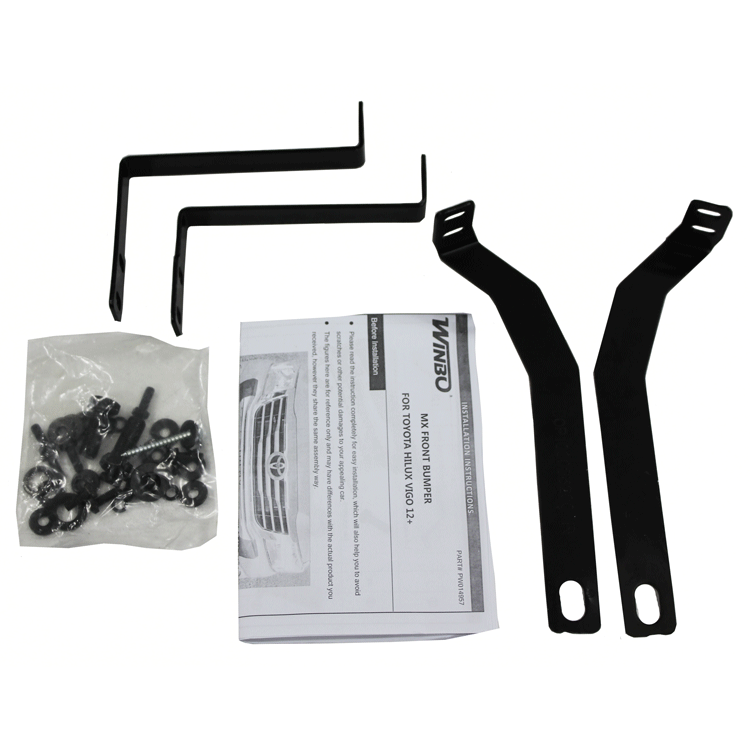 WINBO®
INSTALLATION INSTRUCTIONS
MX FRONT BUMPER
FOR TOYOTA HILUX VIGO 12+
PART# PW014957
Before Installation
● Please read the instruction completely for easy installation, which will also help you to avoid
scratches or other potential damages to your appealing car.
● The figures here are for reference only and may have differences with the actual product you
received, however they share the same assembly way.